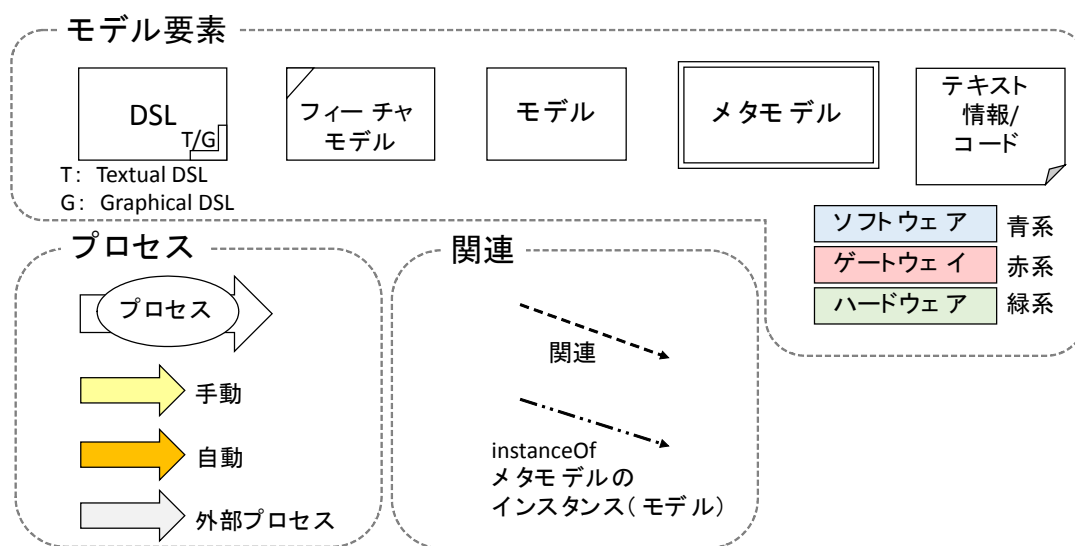 モデル要素
DSL
T/G
T: Textual DSL
G: Graphical DSL
フィーチャ
モデル
モデル
メタモデル
テキスト
情報/
コード
ソフトウェア
青系
ゲートウェイ
赤系
ハードウェア
緑系
プロセス
プロセス
手動
自動
外部プロセス
関連
関連
instanceOf
メタモデルの
インスタンス(モデル)